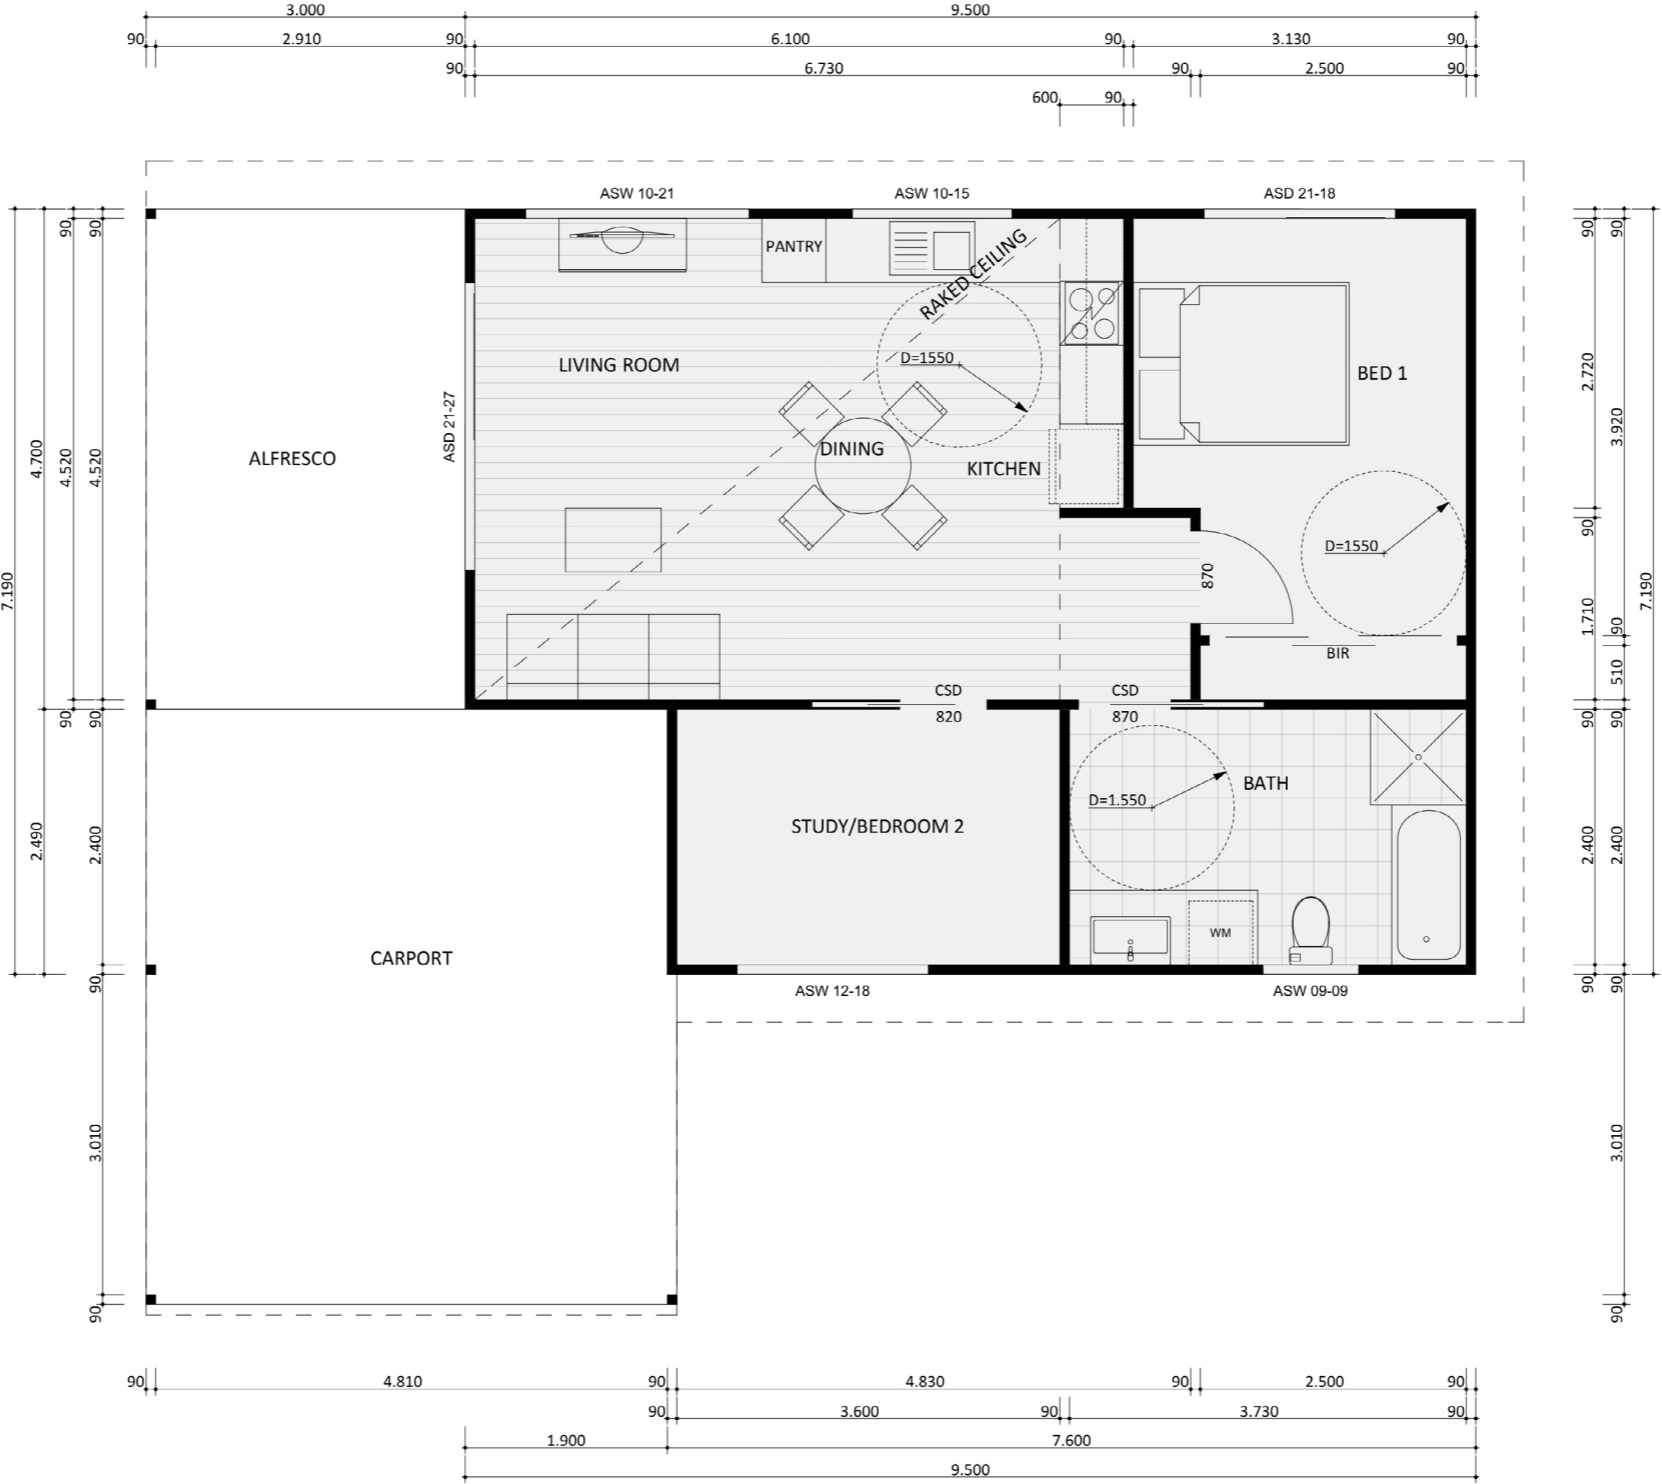 3.000 9.500
90 2.910 90 6.100 90 3.130 90
90 6.730 90 2.500 90
600 90
ASW 10-21 ASW 10-15 ASD 21-18
90 90 90 90
PANTRY
RAKED CEILING
D=1550
LIVING ROOM
BED 1
2.720
3.920
ASD 21-27
DINING
ALFRESCO
KITCHEN
4.700 4.520 4.520
90
D=1550
870
7.190
7.190
1.710 90
BIR
510
CSD CSD
820 870
90 90 90 90
BATH
D=1.550
STUDY/BEDROOM 2
2.490 2.400
2.400 2.400
WM
CARPORT
90 90 90
ASW 12-18 ASW 09-09
3.010 3.010
90 90
90 4.810 90 4.830 90 2.500 90
90 3.600 90 3.730 90
1.900 7.600
9.500